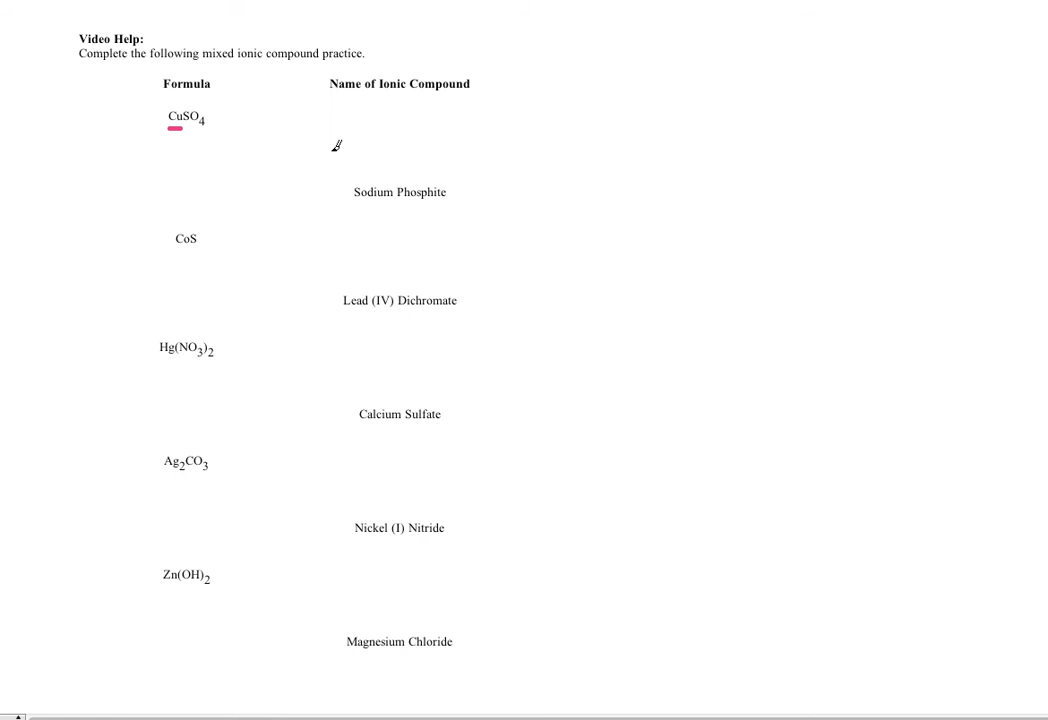 Video Help:
Complete the following mixed ionic compound practice.
Formula Name of Ionic Compound
CuSO4
Sodium Phosphite
CoS
Lead (IV) Dichromate
Hg(NO3)2
Calcium Sulfate
Ag2CO3
Nickel (I) Nitride
Zn(OH)2
Magnesium Chloride